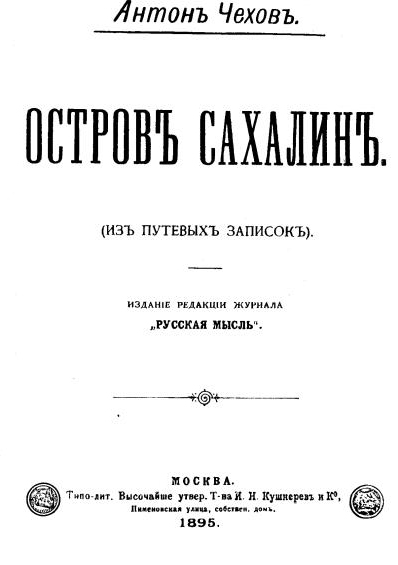 Антонъ Чеховъ.
ОСТРОВЪ САХАЛИНЪ.
(ИЗЪ ПУТЕВЫХЪ ЗАПИСОКЪ).
ИЗДАНІЕ РЕДАКЦІИ ЖУРНАЛА
„РУССКАЯ МЫСЛЬ“.
МОСКВА.
Типо-лит. Высочайше утвер. Т-ва И. Н. Кушнеревъ и К⁰,
Пименовская улица, собствен. домъ.
1895.